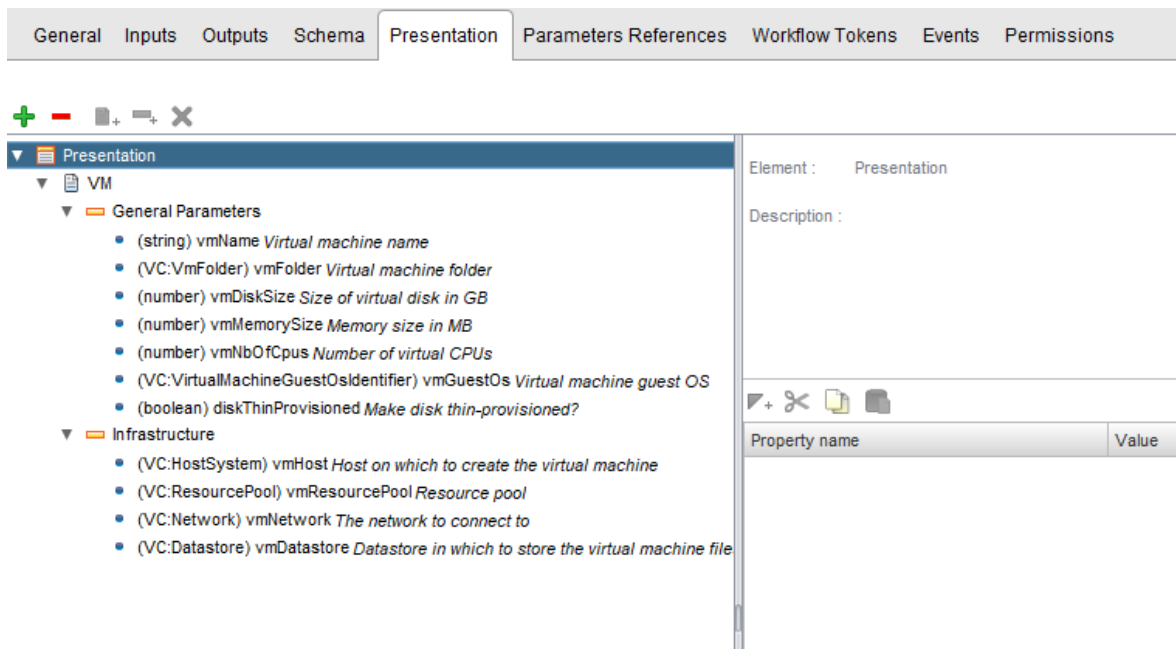 General Inputs Outputs Schema Presentation Parameters References Workflow Tokens Events Permissions
Presentation
VM
General Parameters
(string) vmName Virtual machine name
(VC:VmFolder) vmFolder Virtual machine folder
(number) vmDiskSize Size of virtual disk in GB
(number) vmMemorySize Memory size in MB
(number) vmNbOfCpus Number of virtual CPUs
(VC:VirtualMachineGuestOsIdentifier) vmGuestOs Virtual machine guest OS
(boolean) diskThinProvisioned Make disk thin-provisioned?
Infrastructure
(VC:HostSystem) vmHost Host on which to create the virtual machine
(VC:ResourcePool) vmResourcePool Resource pool
(VC:Network) vmNetwork The network to connect to
(VC:Datastore) vmDatastore Datastore in which to store the virtual machine file
Element : Presentation
Description :
Property name Value